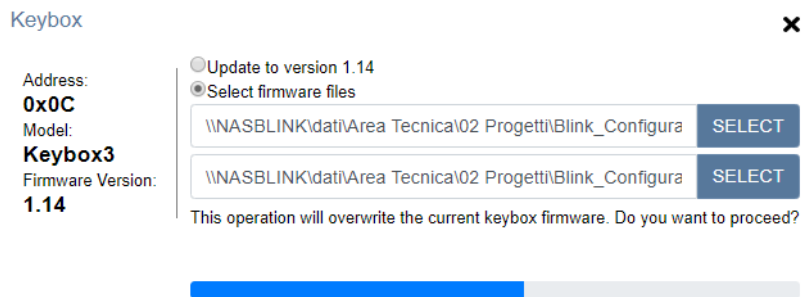 Keybox
Address:
0x0C
Model:
Keybox3
Firmware Version:
1.14
Update to version 1.14
Select firmware files
\\NASBLINK\dati\Area Tecnica\02 Progetti\Blink_Configura SELECT
\\NASBLINK\dati\Area Tecnica\02 Progetti\Blink_Configura SELECT
This operation will overwrite the current keybox firmware. Do you want to proceed?